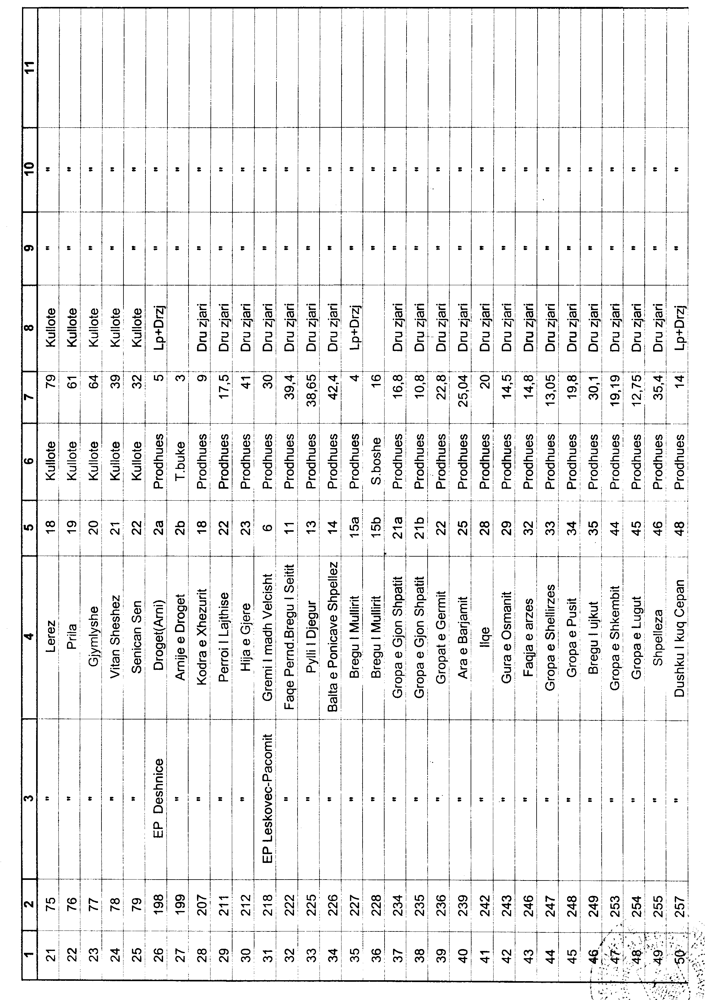 1 2 3 4 5 6 7 8 9 10 11
21 75 " Lerez 18 Kullote 79 Kullote " "
22 76 " Prila 19 Kullote 61 Kullote " "
23 77 " Gjymlyshe 20 Kullote 64 Kullote " "
24 78 " Vitan Sheshez 21 Kullote 39 Kullote " "
25 79 " Senican Sen 22 Kullote 32 Kullote " "
26 198 EP Deshnice Droget(Arni) 2a Prodhues 5 Lp+Drzj " "
27 199 " Arnije e Droget 2b T.buke 3 " "
28 207 " Kodra e Xhezurit 18 Prodhues 9 Dru zjari " "
29 211 " Perroi I Lajthise 22 Prodhues 17,5 Dru zjari " "
30 212 " Hija e Gjere 23 Prodhues 41 Dru zjari " "
31 218 EP Leskovec-Pacomit Gremi I madh Velcisht 6 Prodhues 30 Dru zjari " "
32 222 " Faqe Pernd.Bregu I Seitit 11 Prodhues 39,4 Dru zjari " "
33 225 " Pylli I Djegur 13 Prodhues 38,65 Dru zjari " "
34 226 " Balta e Ponicave Shpellez 14 Prodhues 42,4 Dru zjari " "
35 227 " Bregu I Mullirit 15a Prodhues 4 Lp+Drzj " "
36 228 " Bregu I Mullirit 15b S.boshe 16 " "
37 234 " Gropa e Gjon Shpatit 21a Prodhues 16,8 Dru zjari " "
38 235 " Gropa e Gjon Shpatit 21b Prodhues 10,8 Dru zjari " "
39 236 " Gropat e Germit 22 Prodhues 22,8 Dru zjari " "
40 239 " Ara e Barjamit 25 Prodhues 25,04 Dru zjari " "
41 242 " Ilqe 28 Prodhues 20 Dru zjari " "
42 243 " Gura e Osmanit 29 Prodhues 14,5 Dru zjari " "
43 246 " Faqja e arzes 32 Prodhues 14,8 Dru zjari " "
44 247 " Gropa e Shellirzes 33 Prodhues 13,05 Dru zjari " "
45 248 " Gropa e Pusit 34 Prodhues 19,8 Dru zjari " "
46 249 " Bregu I ujkut 35 Prodhues 30,1 Dru zjari " "
47 253 " Gropa e Shkembit 44 Prodhues 19,19 Dru zjari " "
48 254 " Gropa e Lugut 45 Prodhues 12,75 Dru zjari " "
49 255 " Shpelleza 46 Prodhues 35,4 Dru zjari " "
50 257 " Dushku I kuq Cepan 48 Prodhues 14 Lp+Drzj " "